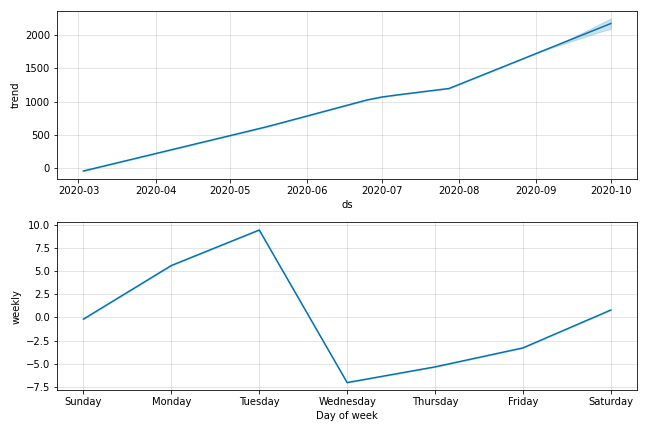 2000
1500
1000
500
0
trend
2020-03 2020-04 2020-05 2020-06 2020-07 2020-08 2020-09 2020-10
ds
10.0
7.5
5.0
2.5
0.0
−2.5
−5.0
−7.5
weekly
Sunday Monday Tuesday Wednesday Thursday Friday Saturday
Day of week